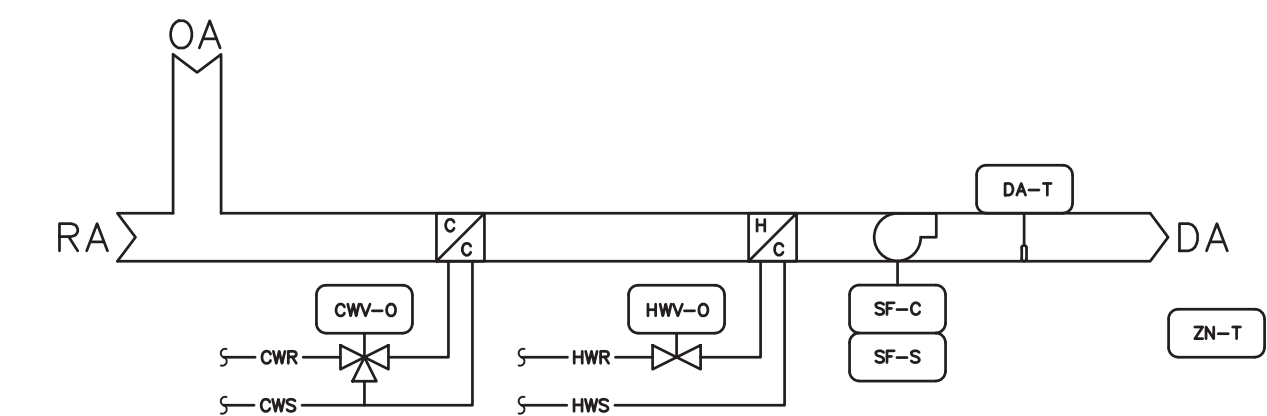 OA
RA
DA
DA-T
C
C
H
C
CWV-O
HWV-O
SF-C
SF-S
ZN-T
CWR
CWS
HWR
HWS